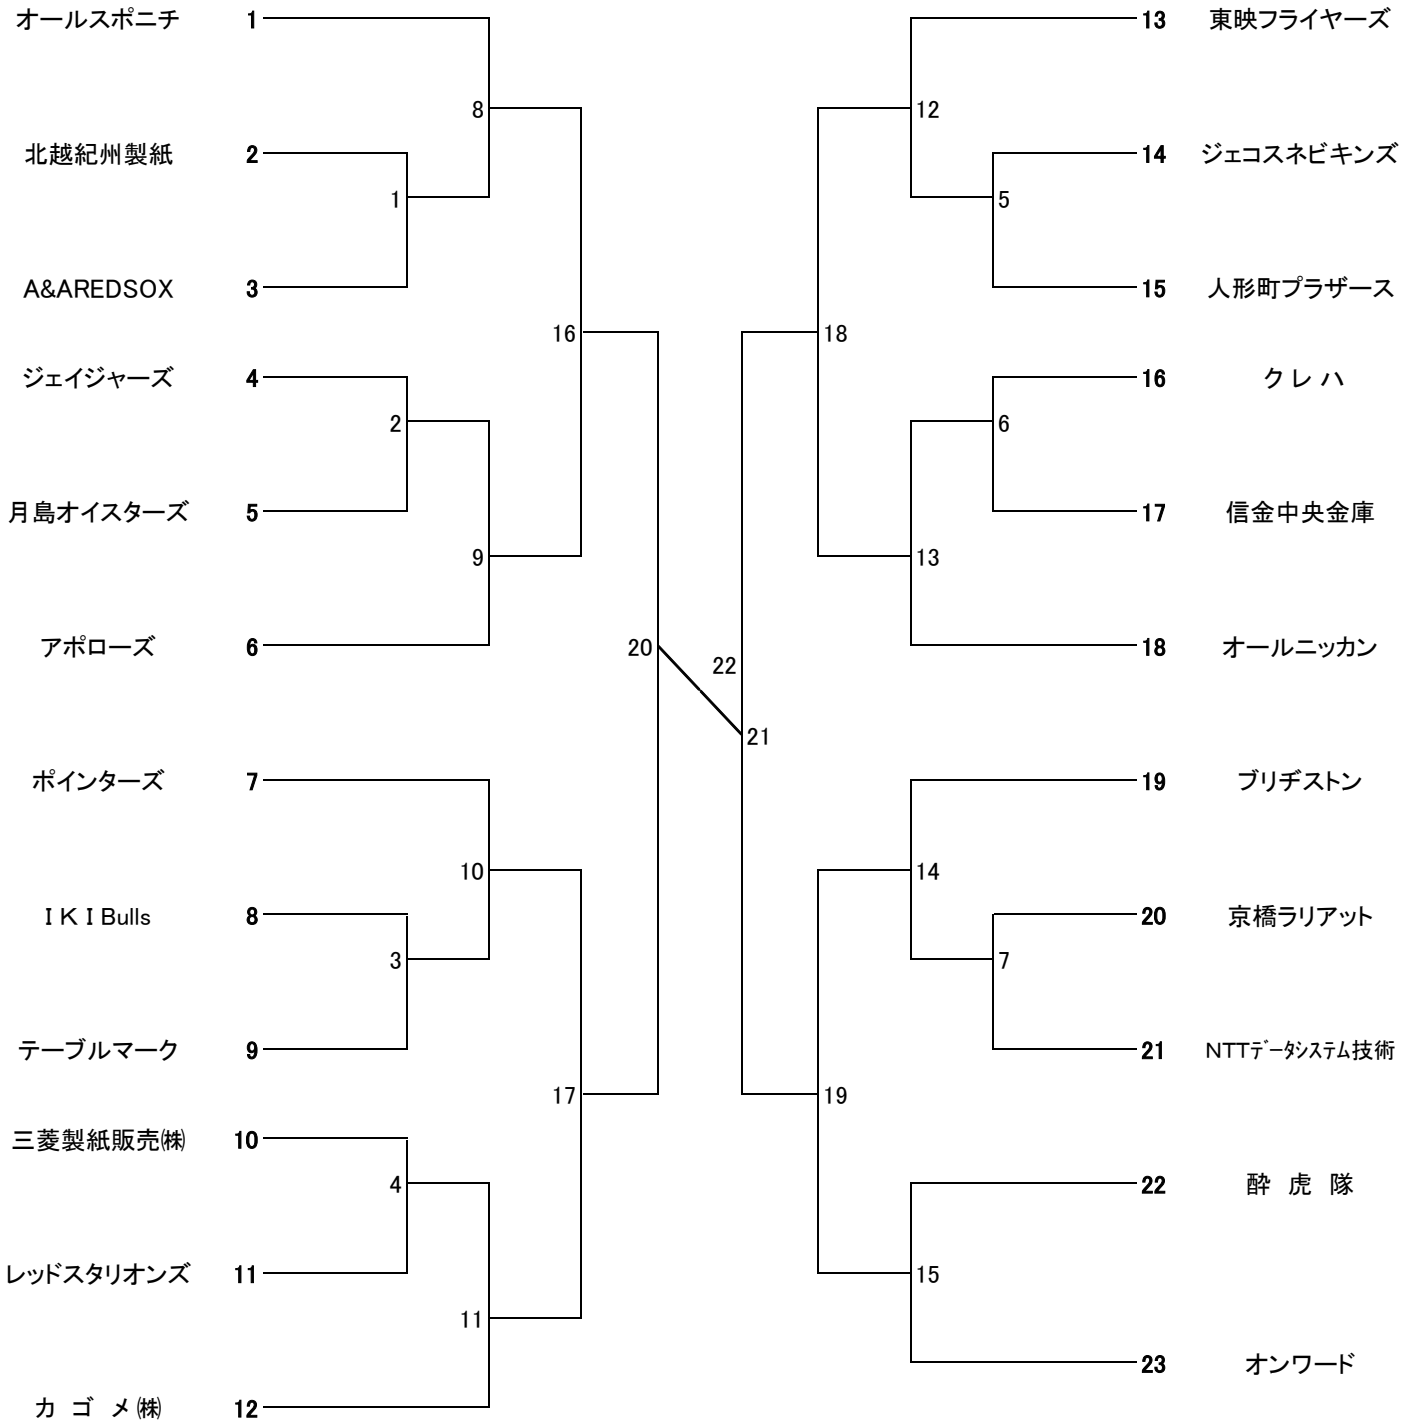 オールスポニチ 1
13 東映フライヤーズ
8
12
北越紀州製紙 2
14 ジェコスネビキンズ
1
5
A&AREDSOX 3
15 人形町プラザース
16
18
ジェイジャーズ 4
16 クレハ
2
6
月島オイスターズ 5
17 信金中央金庫
9
13
アポローズ 6
20
22
18 オールニッカン
21
ポインターズ 7
19 ブリヂストン
10
14
IKIBulls 8
20 京橋ラリアット
3
7
テーブルマーク 9
21 NTTデータシステム技術
17
19
三菱製紙販売㈱ 10
4
22 酔虎隊
レッドスタリオンズ 11
15
11
23 オンワード
カゴメ㈱ 12